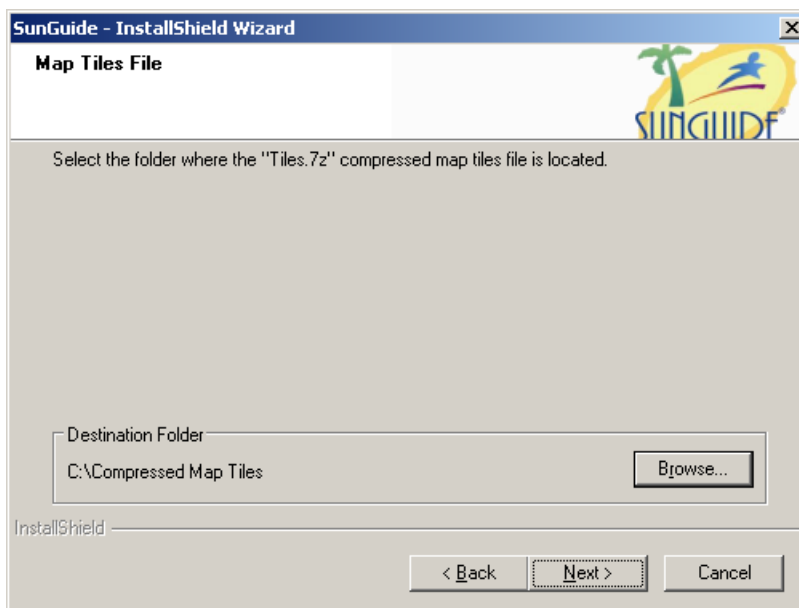 SunGuide - InstallShield Wizard
Map Tiles File
SUNGUIDE®
Select the folder where the "Tiles.7z" compressed map tiles file is located.
Destination Folder
C:\Compressed Map Tiles
Browse...
InstallShield
< Back
Next >
Cancel